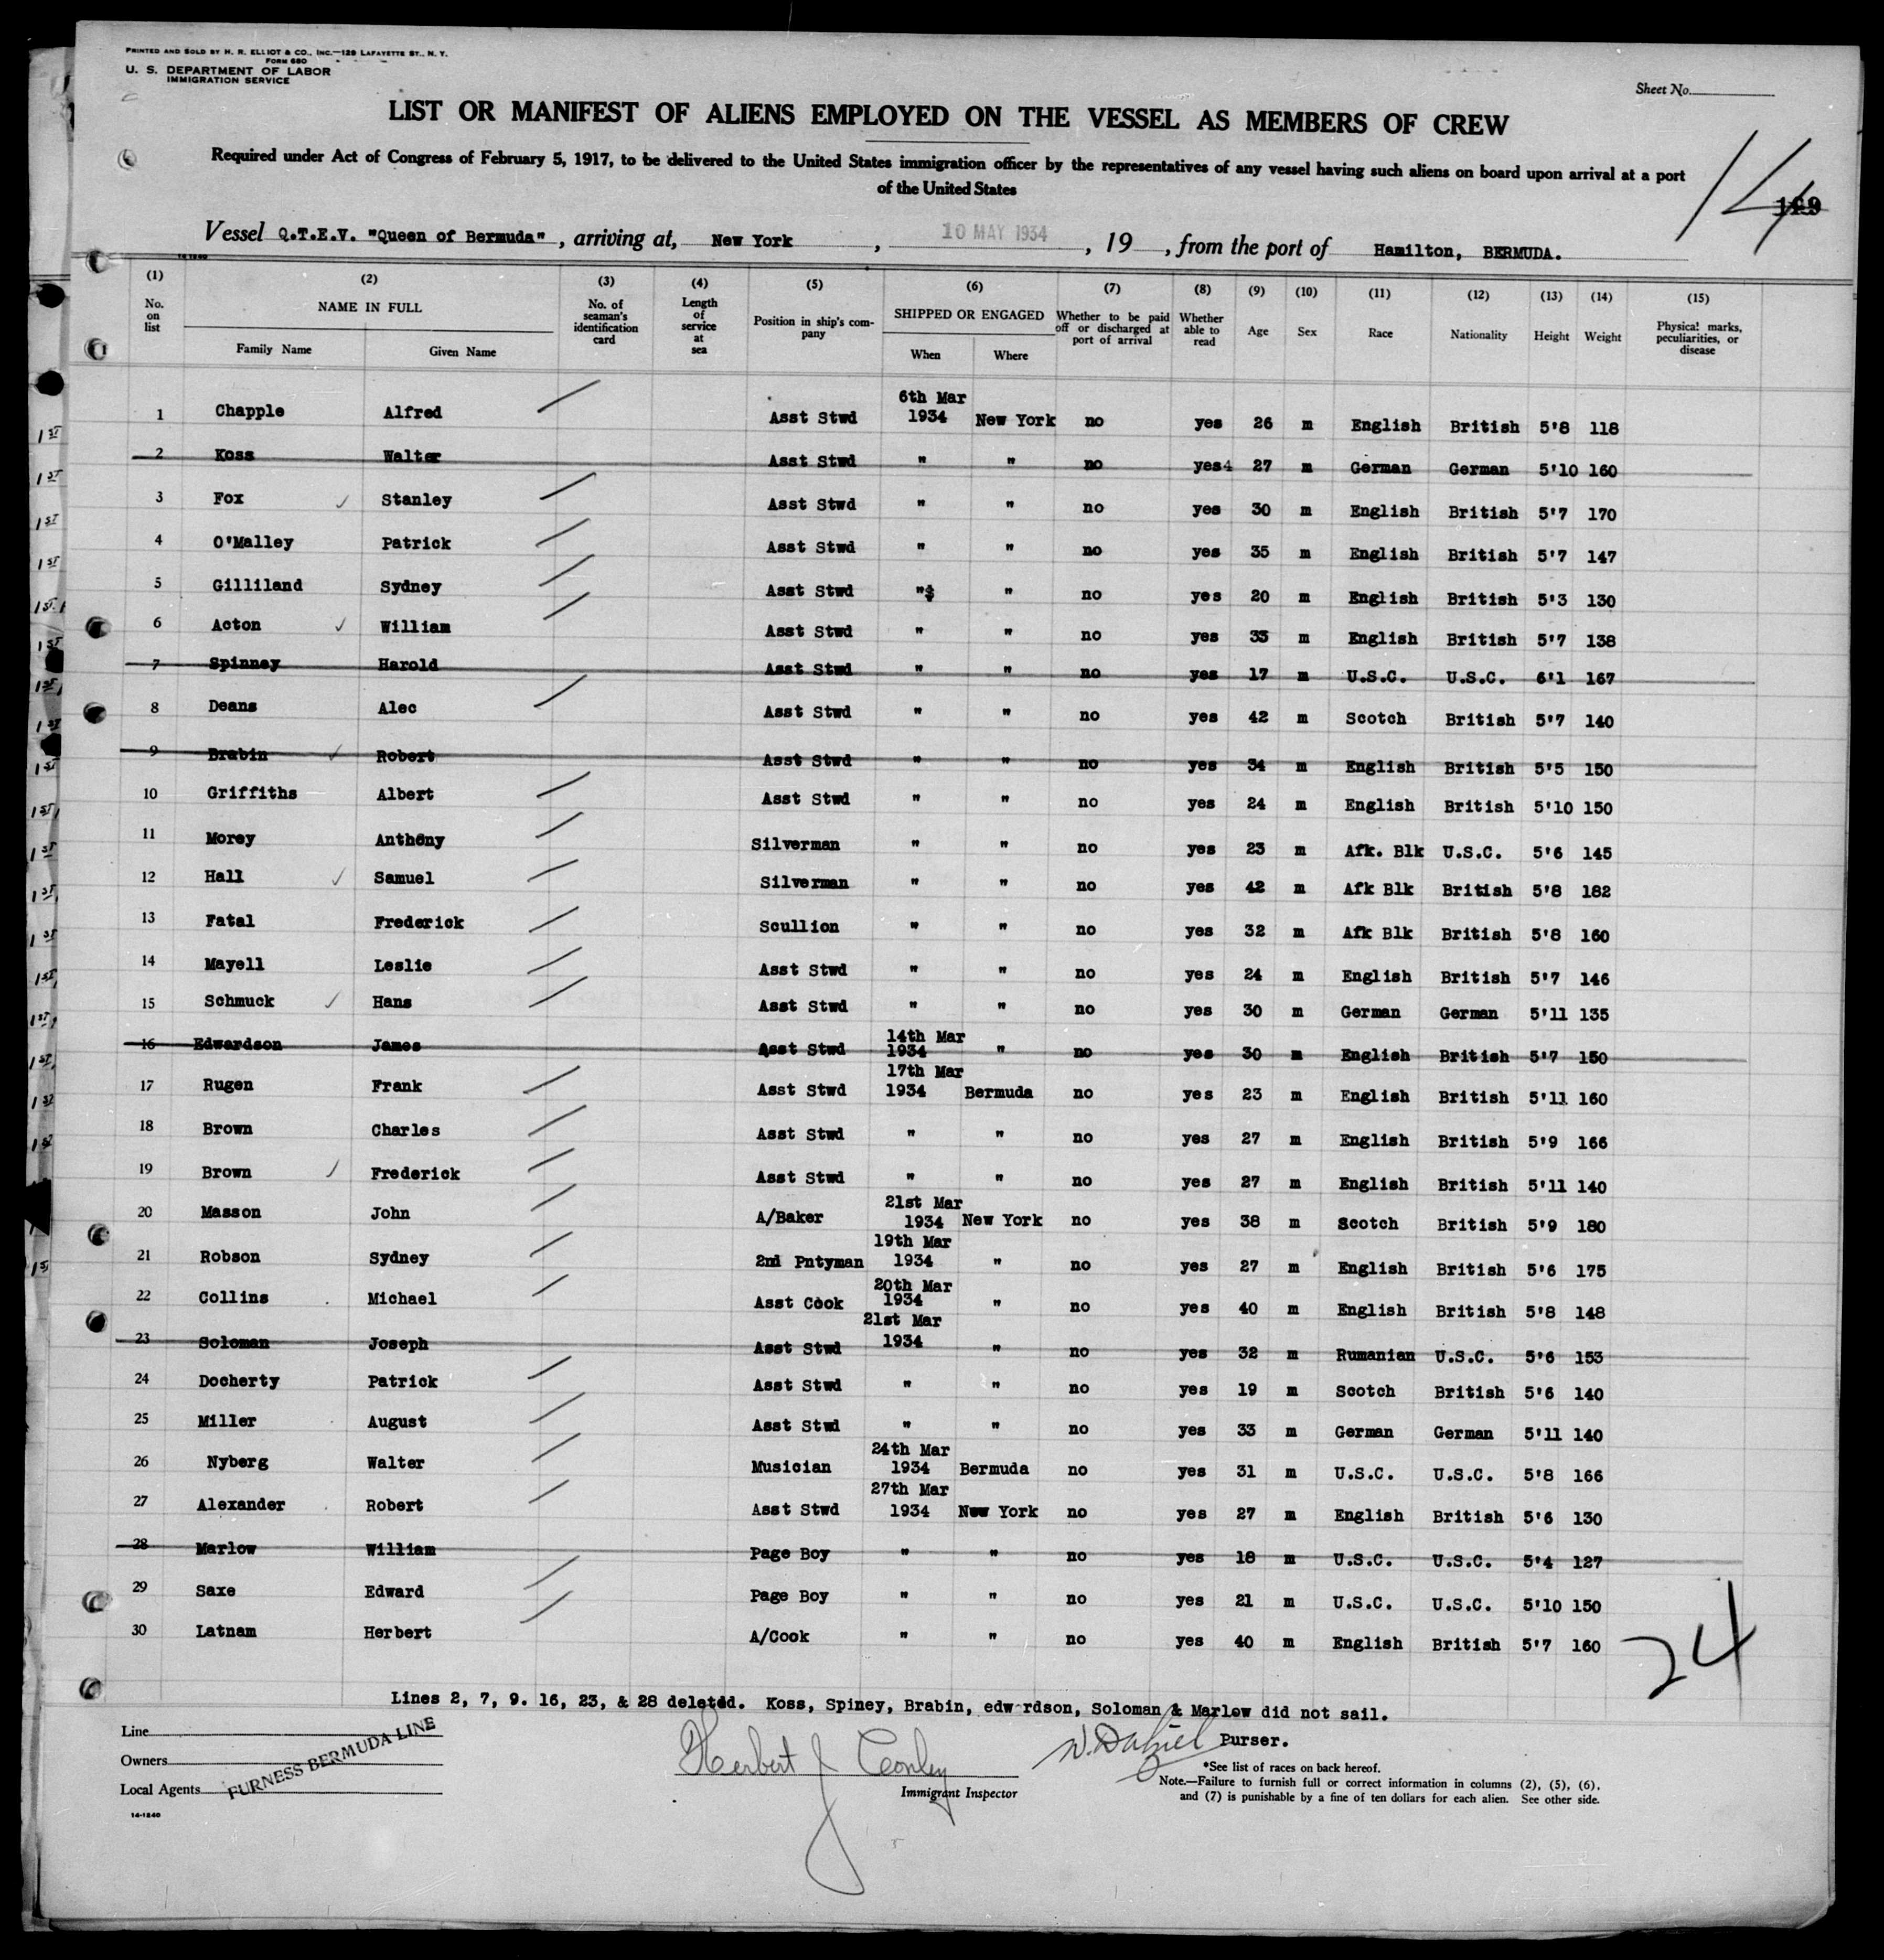 PRINTED AND SOLD BY H. R. ELLIOT & CO., INC.—129 LAFAYETTE ST., N. Y.
FORM 680
U. S. DEPARTMENT OF LABOR
IMMIGRATION SERVICE
Sheet No.
LIST OR MANIFEST OF ALIENS EMPLOYED ON THE VESSEL AS MEMBERS OF CREW
Required under Act of Congress of February 5, 1917, to be delivered to the United States immigration officer by the representatives of any vessel having such aliens on board upon arrival at a port
of the United States
Vessel Q.T.E.V. "Queen of Bermuda", arriving at, New York, 10 MAY 1934, 19, from the port of Hamilton, BERMUDA.
14-1240
(1) (2) (3) (4) (5) (6) (7) (8) (9) (10) (11) (12) (13) (14) (15)
No. on list NAME IN FULL Family Name Given Name No. of seaman's identification card Length of service at sea Position in ship's company SHIPPED OR ENGAGED When Where Whether to be paid off or discharged at port of arrival Whether able to read Age Sex Race Nationality Height Weight Physical marks, peculiarities, or disease
1 Chapple Alfred Asst Stwd 6th Mar 1934 New York no yes 26 m English British 5'8 118
2 Koss Walter Asst Stwd " " no yes4 27 m German German 5'10 160
3 Fox Stanley Asst Stwd " " no yes 30 m English British 5'7 170
4 O'Malley Patrick Asst Stwd " " no yes 35 m English British 5'7 147
5 Gilliland Sydney Asst Stwd " " no yes 20 m English British 5'3 130
6 Acton William Asst Stwd " " no yes 33 m English British 5'7 138
7 Spinney Harold Asst Stwd " " no yes 17 m U.S.C. U.S.C. 6'1 167
8 Deans Alec Asst Stwd " " no yes 42 m Scotch British 5'7 140
9 Brabin Robert Asst Stwd " " no yes 34 m English British 5'5 150
10 Griffiths Albert Asst Stwd " " no yes 24 m English British 5'10 150
11 Morey Anthony Silverman " " no yes 23 m Afk. Blk U.S.C. 5'6 145
12 Hall Samuel Silverman " " no yes 42 m Afk Blk British 5'8 182
13 Fatal Frederick Scullion " " no yes 32 m Afk Blk British 5'8 160
14 Mayell Leslie Asst Stwd " " no yes 24 m English British 5'7 146
15 Schmuck Hans Asst Stwd " " no yes 30 m German German 5'11 135
16 Edwardson James Asst Stwd 14th Mar 1934 " no yes 30 m English British 5'7 150
17 Rugen Frank Asst Stwd 17th Mar 1934 Bermuda no yes 23 m English British 5'11 160
18 Brown Charles Asst Stwd " " no yes 27 m English British 5'9 166
19 Brown Frederick Asst Stwd " " no yes 27 m English British 5'11 140
20 Masson John A/Baker 21st Mar 1934 New York no yes 38 m Scotch British 5'9 180
21 Robson Sydney 2nd Pntyman 19th Mar 1934 " no yes 27 m English British 5'6 175
22 Collins Michael Asst Cook 20th Mar 1934 " no yes 40 m English British 5'8 148
23 Soloman Joseph Asst Stwd 21st Mar 1934 " no yes 32 m Rumanian U.S.C. 5'6 153
24 Docherty Patrick Asst Stwd " " no yes 19 m Scotch British 5'6 140
25 Miller August Asst Stwd " " no yes 33 m German German 5'11 140
26 Nyberg Walter Musician 24th Mar 1934 Bermuda no yes 31 m U.S.C. U.S.C. 5'8 166
27 Alexander Robert Asst Stwd 27th Mar 1934 New York no yes 27 m English British 5'6 130
28 Marlow William Page Boy " " no yes 18 m U.S.C. U.S.C. 5'4 127
29 Saxe Edward Page Boy " " no yes 21 m U.S.C. U.S.C. 5'10 150
30 Latnam Herbert A/Cook " " no yes 40 m English British 5'7 160
24
Lines 2, 7, 9. 16, 23, & 28 deleted. Koss, Spiney, Brabin, edw rdson, Soloman & Marlow did not sail.
Line
Owners
Local Agents
FURNESS BERMUDA LINE
14-1240
Herbert J
Immigrant Inspector
Purser.
*See list of races on back hereof.
Note.—Failure to furnish full or correct information in columns (2), (5), (6), and (7) is punishable by a fine of ten dollars for each alien. See other side.